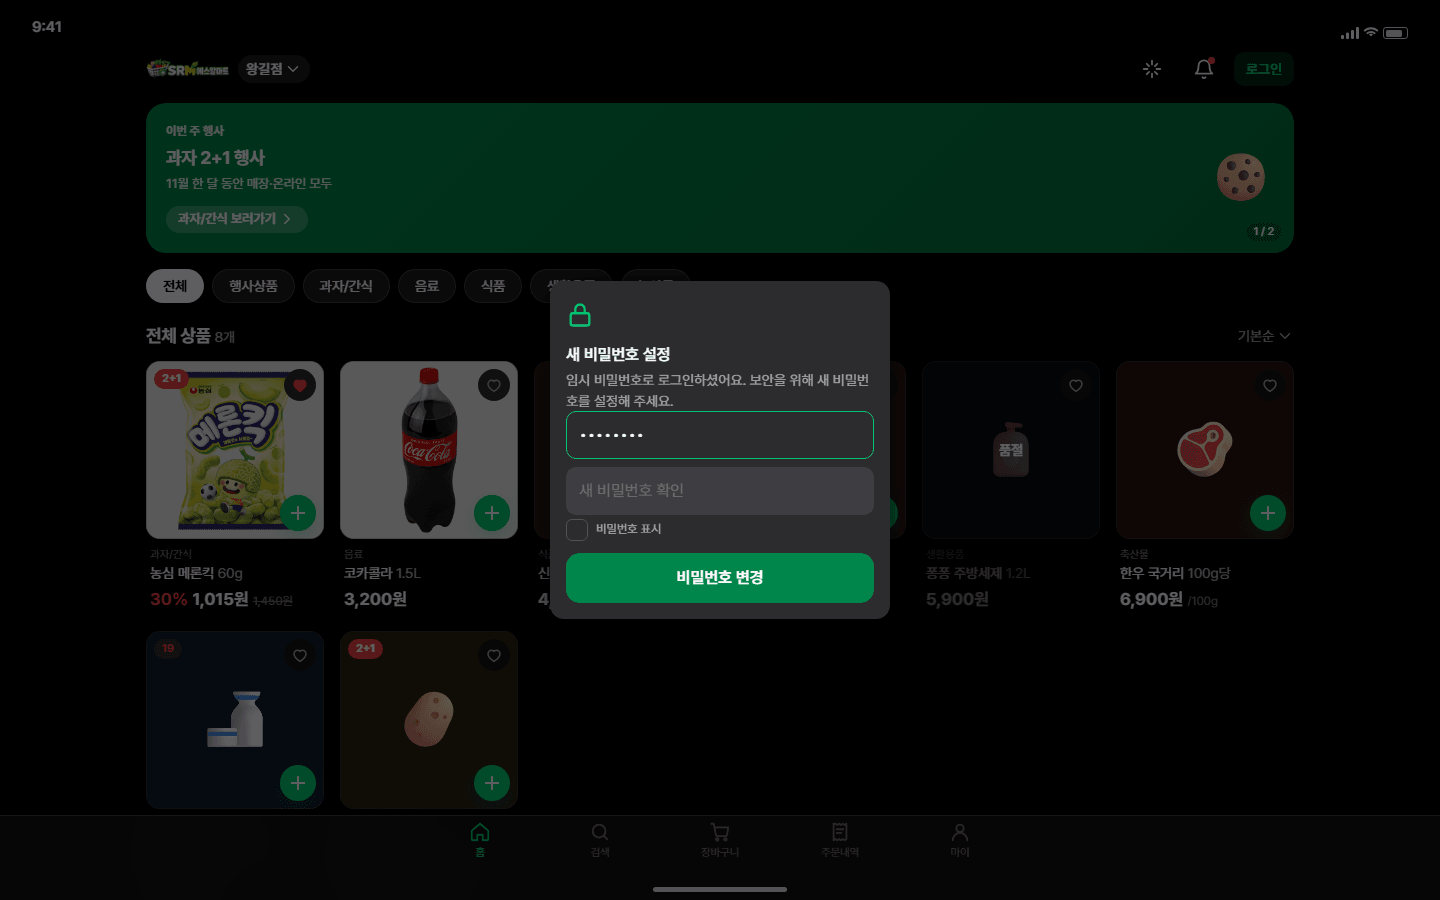 9:41
SRM 에스알마트
왕길점
로그인
이번 주 행사
과자 2+1 행사
11월 한 달 동안 매장·온라인 모두
과자/간식 보러가기
1 / 2
전체
행사상품
과자/간식
음료
식품
전체 상품 8개
기본순
새 비밀번호 설정
임시 비밀번호로 로그인하셨어요. 보안을 위해 새 비밀번
호를 설정해 주세요.
••••••••
새 비밀번호 확인
비밀번호 표시
비밀번호 변경
2+1
농심
메론킥
Coca-Cola
품절
과자/간식
농심 메론킥 60g
30% 1,015원 1,450원
음료
코카콜라 1.5L
3,200원
생활용품
퐁퐁 주방세제 1.2L
5,900원
축산물
한우 국거리 100g당
6,900원 /100g
19
2+1
홈
검색
장바구니
주문내역
마이